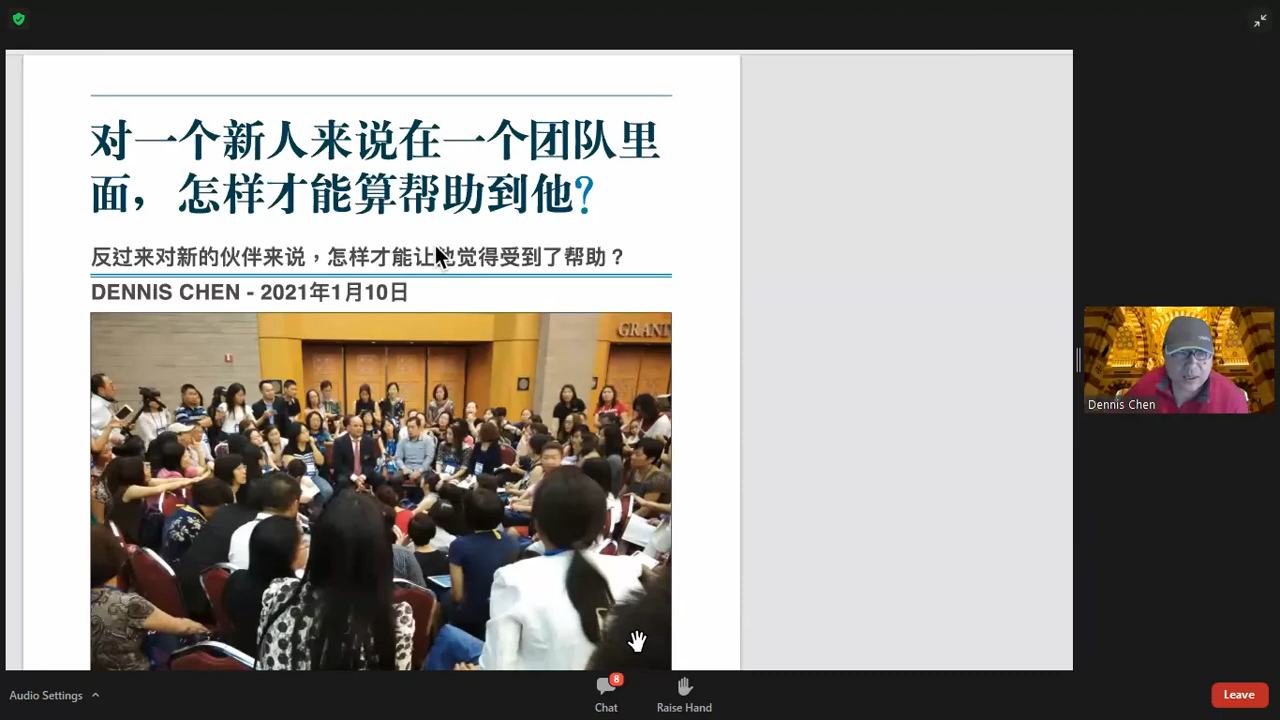 对一个新人来说在一个团队里
面，怎样才能算帮助到他?
反过来对新的伙伴来说，怎样才能让他觉得受到了帮助？
DENNIS CHEN - 2021年1月10日
GRAND
Dennis Chen
Audio Settings
8
Chat
Raise Hand
Leave